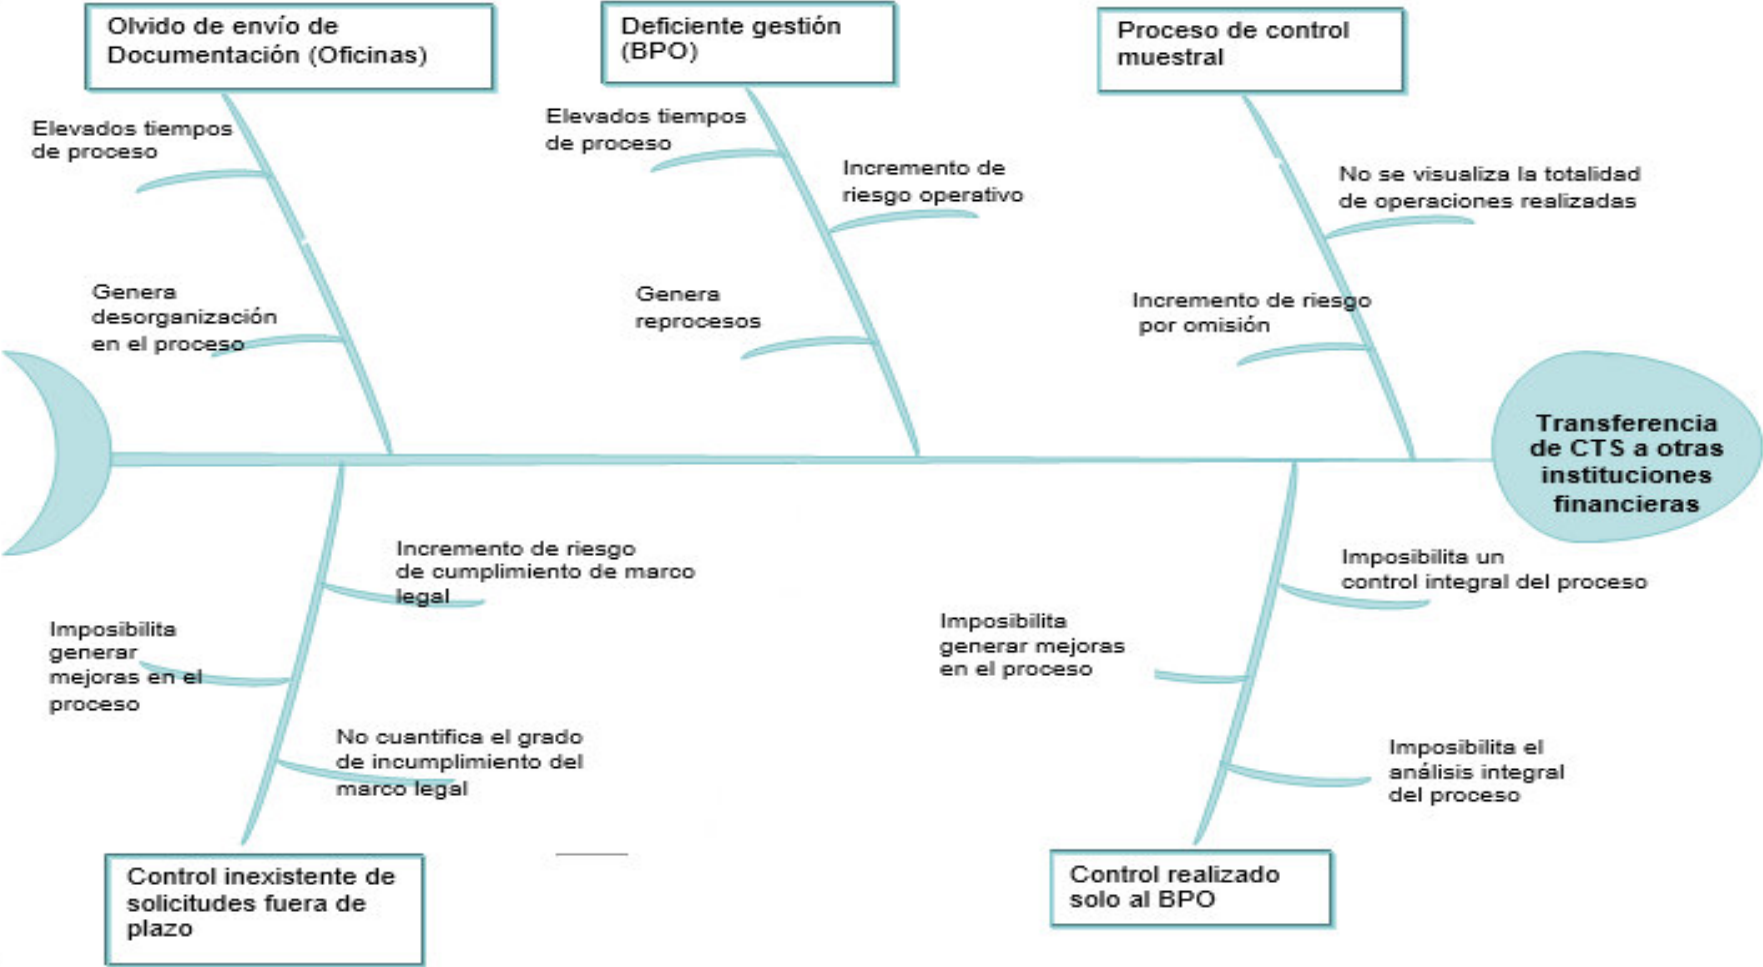 Olvido de envío de
Documentación (Oficinas)
Elevados tiempos
de proceso
Genera
desorganización
en el proceso
Deficiente gestión
(BPO)
Elevados tiempos
de proceso
Incremento de
riesgo operativo
Genera
reprocesos
Proceso de control
muestral
No se visualiza la totalidad
de operaciones realizadas
Incremento de riesgo
por omisión
Transferencia
de CTS a otras
instituciones
financieras
Incremento de riesgo
de cumplimiento de marco
legal
Imposibilita
generar
mejoras en el
proceso
No cuantifica el grado
de incumplimiento del
marco legal
Control inexistente de
solicitudes fuera de
plazo
Imposibilita un
control integral del proceso
Imposibilita
generar mejoras
en el proceso
Imposibilita el
análisis integral
del proceso
Control realizado
solo al BPO